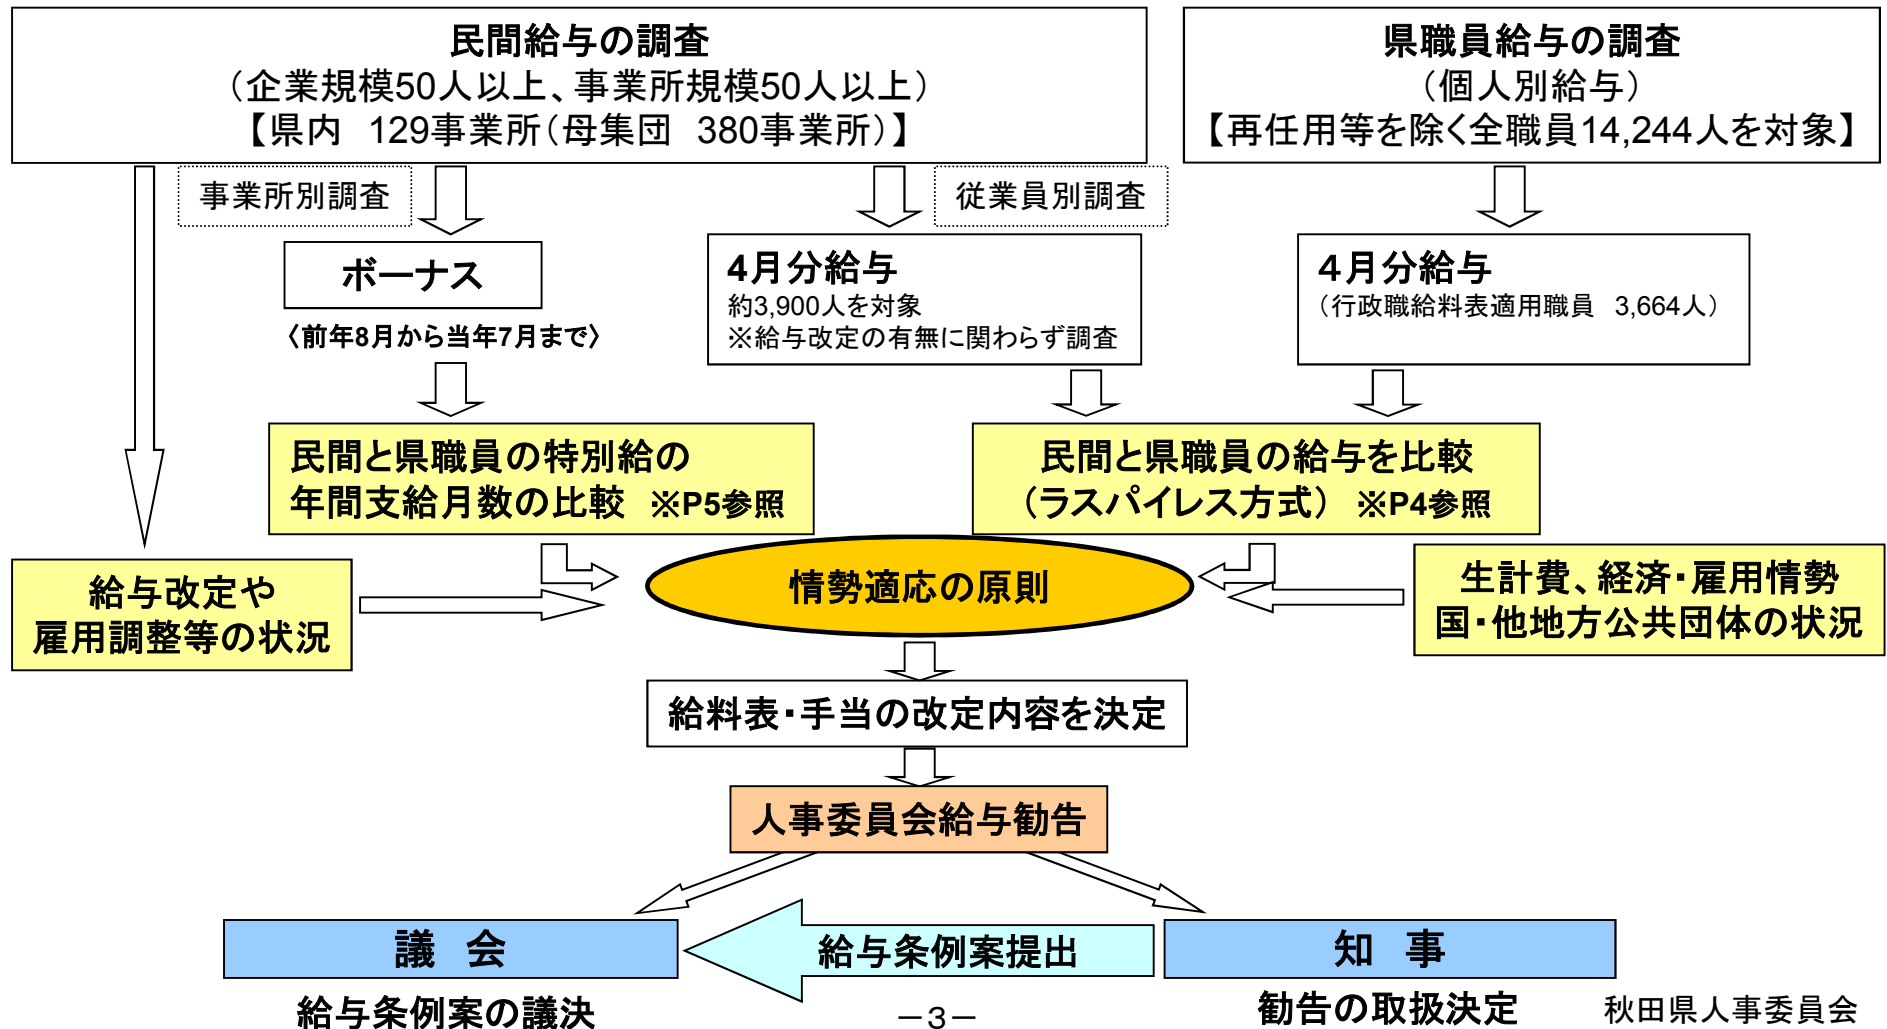 民間給与の調査
（企業規模50人以上、事業所規模50人以上）
【県内　129事業所（母集団　380事業所）】
県職員給与の調査
（個人別給与）
【再任用等を除く全職員14,244人を対象】
事業所別調査
従業員別調査
ボーナス
〈前年8月から当年7月まで〉
4月分給与
約3,900人を対象
※給与改定の有無に関わらず調査
４月分給与
（行政職給料表適用職員　3,664人）
民間と県職員の特別給の
年間支給月数の比較　※P5参照
民間と県職員の給与を比較
（ラスパイレス方式）　※P4参照
給与改定や
雇用調整等の状況
情勢適応の原則
生計費、経済・雇用情勢
国・他地方公共団体の状況
給料表・手当の改定内容を決定
人事委員会給与勧告
議　会
給与条例案提出
知　事
給与条例案の議決
－3－
勧告の取扱決定
秋田県人事委員会